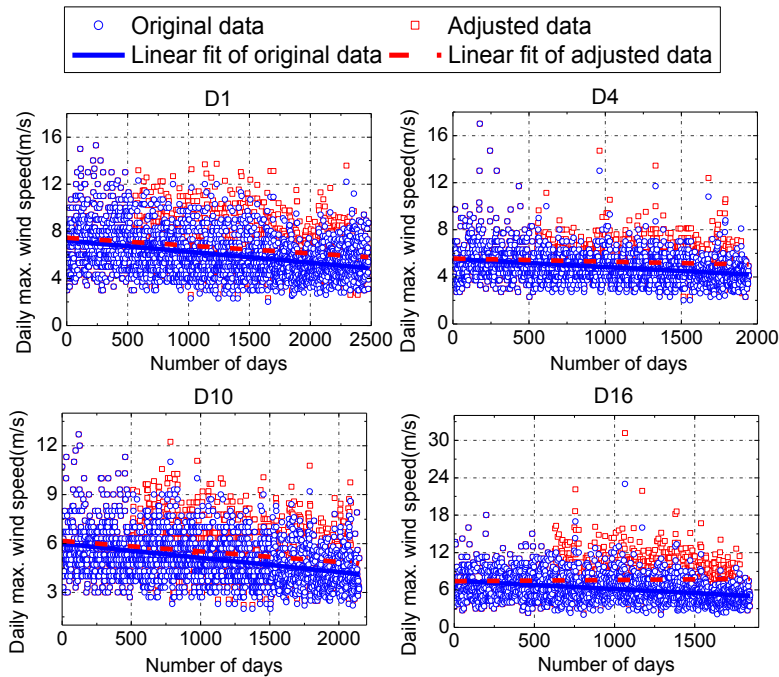 Original data
Adjusted data
Linear fit of original data
Linear fit of adjusted data
D1
Daily max. wind speed(m/s)
16
12
8
4
0
0 500 1000 1500 2000 2500
Number of days
D4
Daily max. wind speed(m/s)
16
12
8
4
0
0 500 1000 1500 2000
Number of days
D10
Daily max. wind speed(m/s)
12
9
6
3
0 500 1000 1500 2000
Number of days
D16
Daily max. wind speed(m/s)
30
24
18
12
6
0
0 500 1000 1500
Number of days